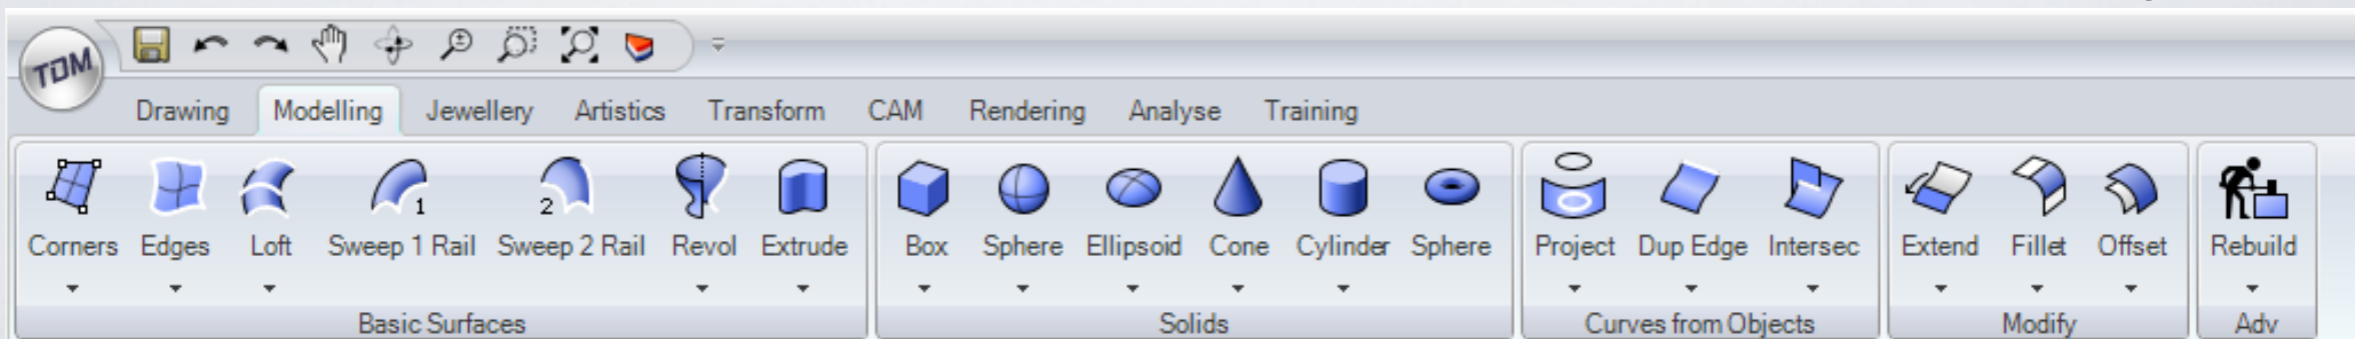 TDM
Drawing Modelling Jewellery Artistics Transform CAM Rendering Analyse Training
1 2
Corners Edges Loft Sweep 1 Rail Sweep 2 Rail Revol Extrude Box Sphere Ellipsoid Cone Cylinder Sphere Project Dup Edge Intersec Extend Fillet Offset Rebuild
Basic Surfaces Solids Curves from Objects Modify Adv